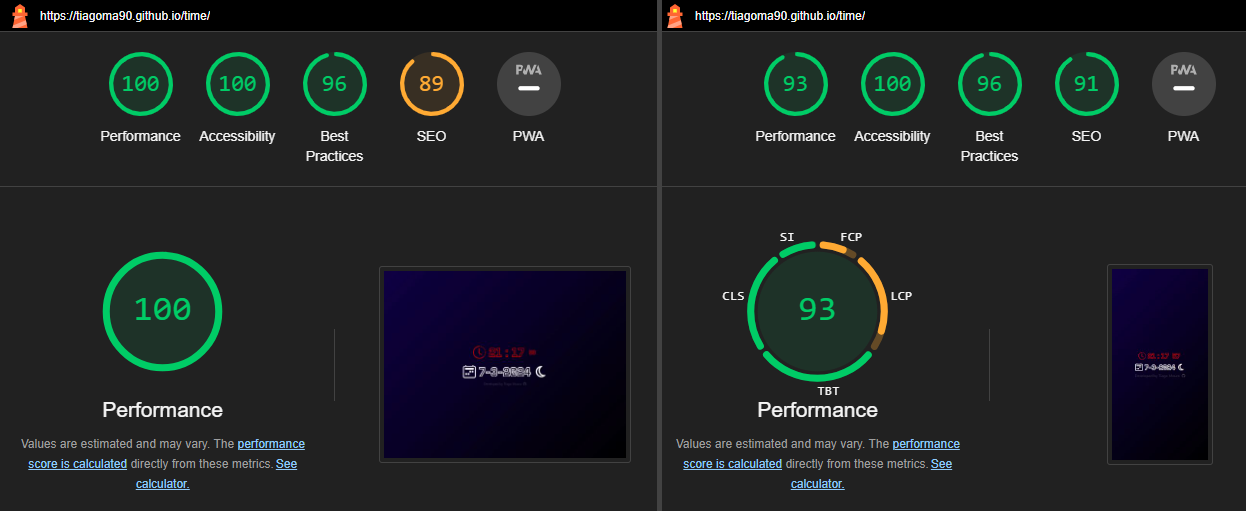 https://tiagoma90.github.io/time/
100
100
96
89
PWA
Performance
Accessibility
Best
Practices
SEO
PWA
100
Performance
Values are estimated and may vary. The performance
score is calculated directly from these metrics. See
calculator.
01:17
7-3-2024
https://tiagoma90.github.io/time/
93
100
96
91
PWA
Performance
Accessibility
Best
Practices
SEO
PWA
SI
FCP
CLS
LCP
93
TBT
Performance
Values are estimated and may vary. The performance
score is calculated directly from these metrics. See
calculator.
01:17
7-3-2024